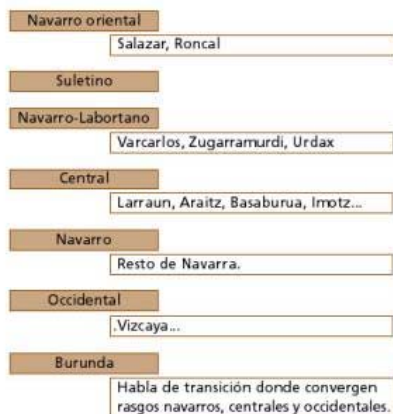 Navarro oriental
Salazar, Roncal
Suletino
Navarro-Labortano
Varcarlos, Zugarramurdi, Urdax
Central
Larraun, Araitz, Basaburua, Imotz...
Navarro
Resto de Navarra.
Occidental
.Vizcaya...
Burunda
Habla de transición donde convergen
rasgos navarros, centrales y occidentales.